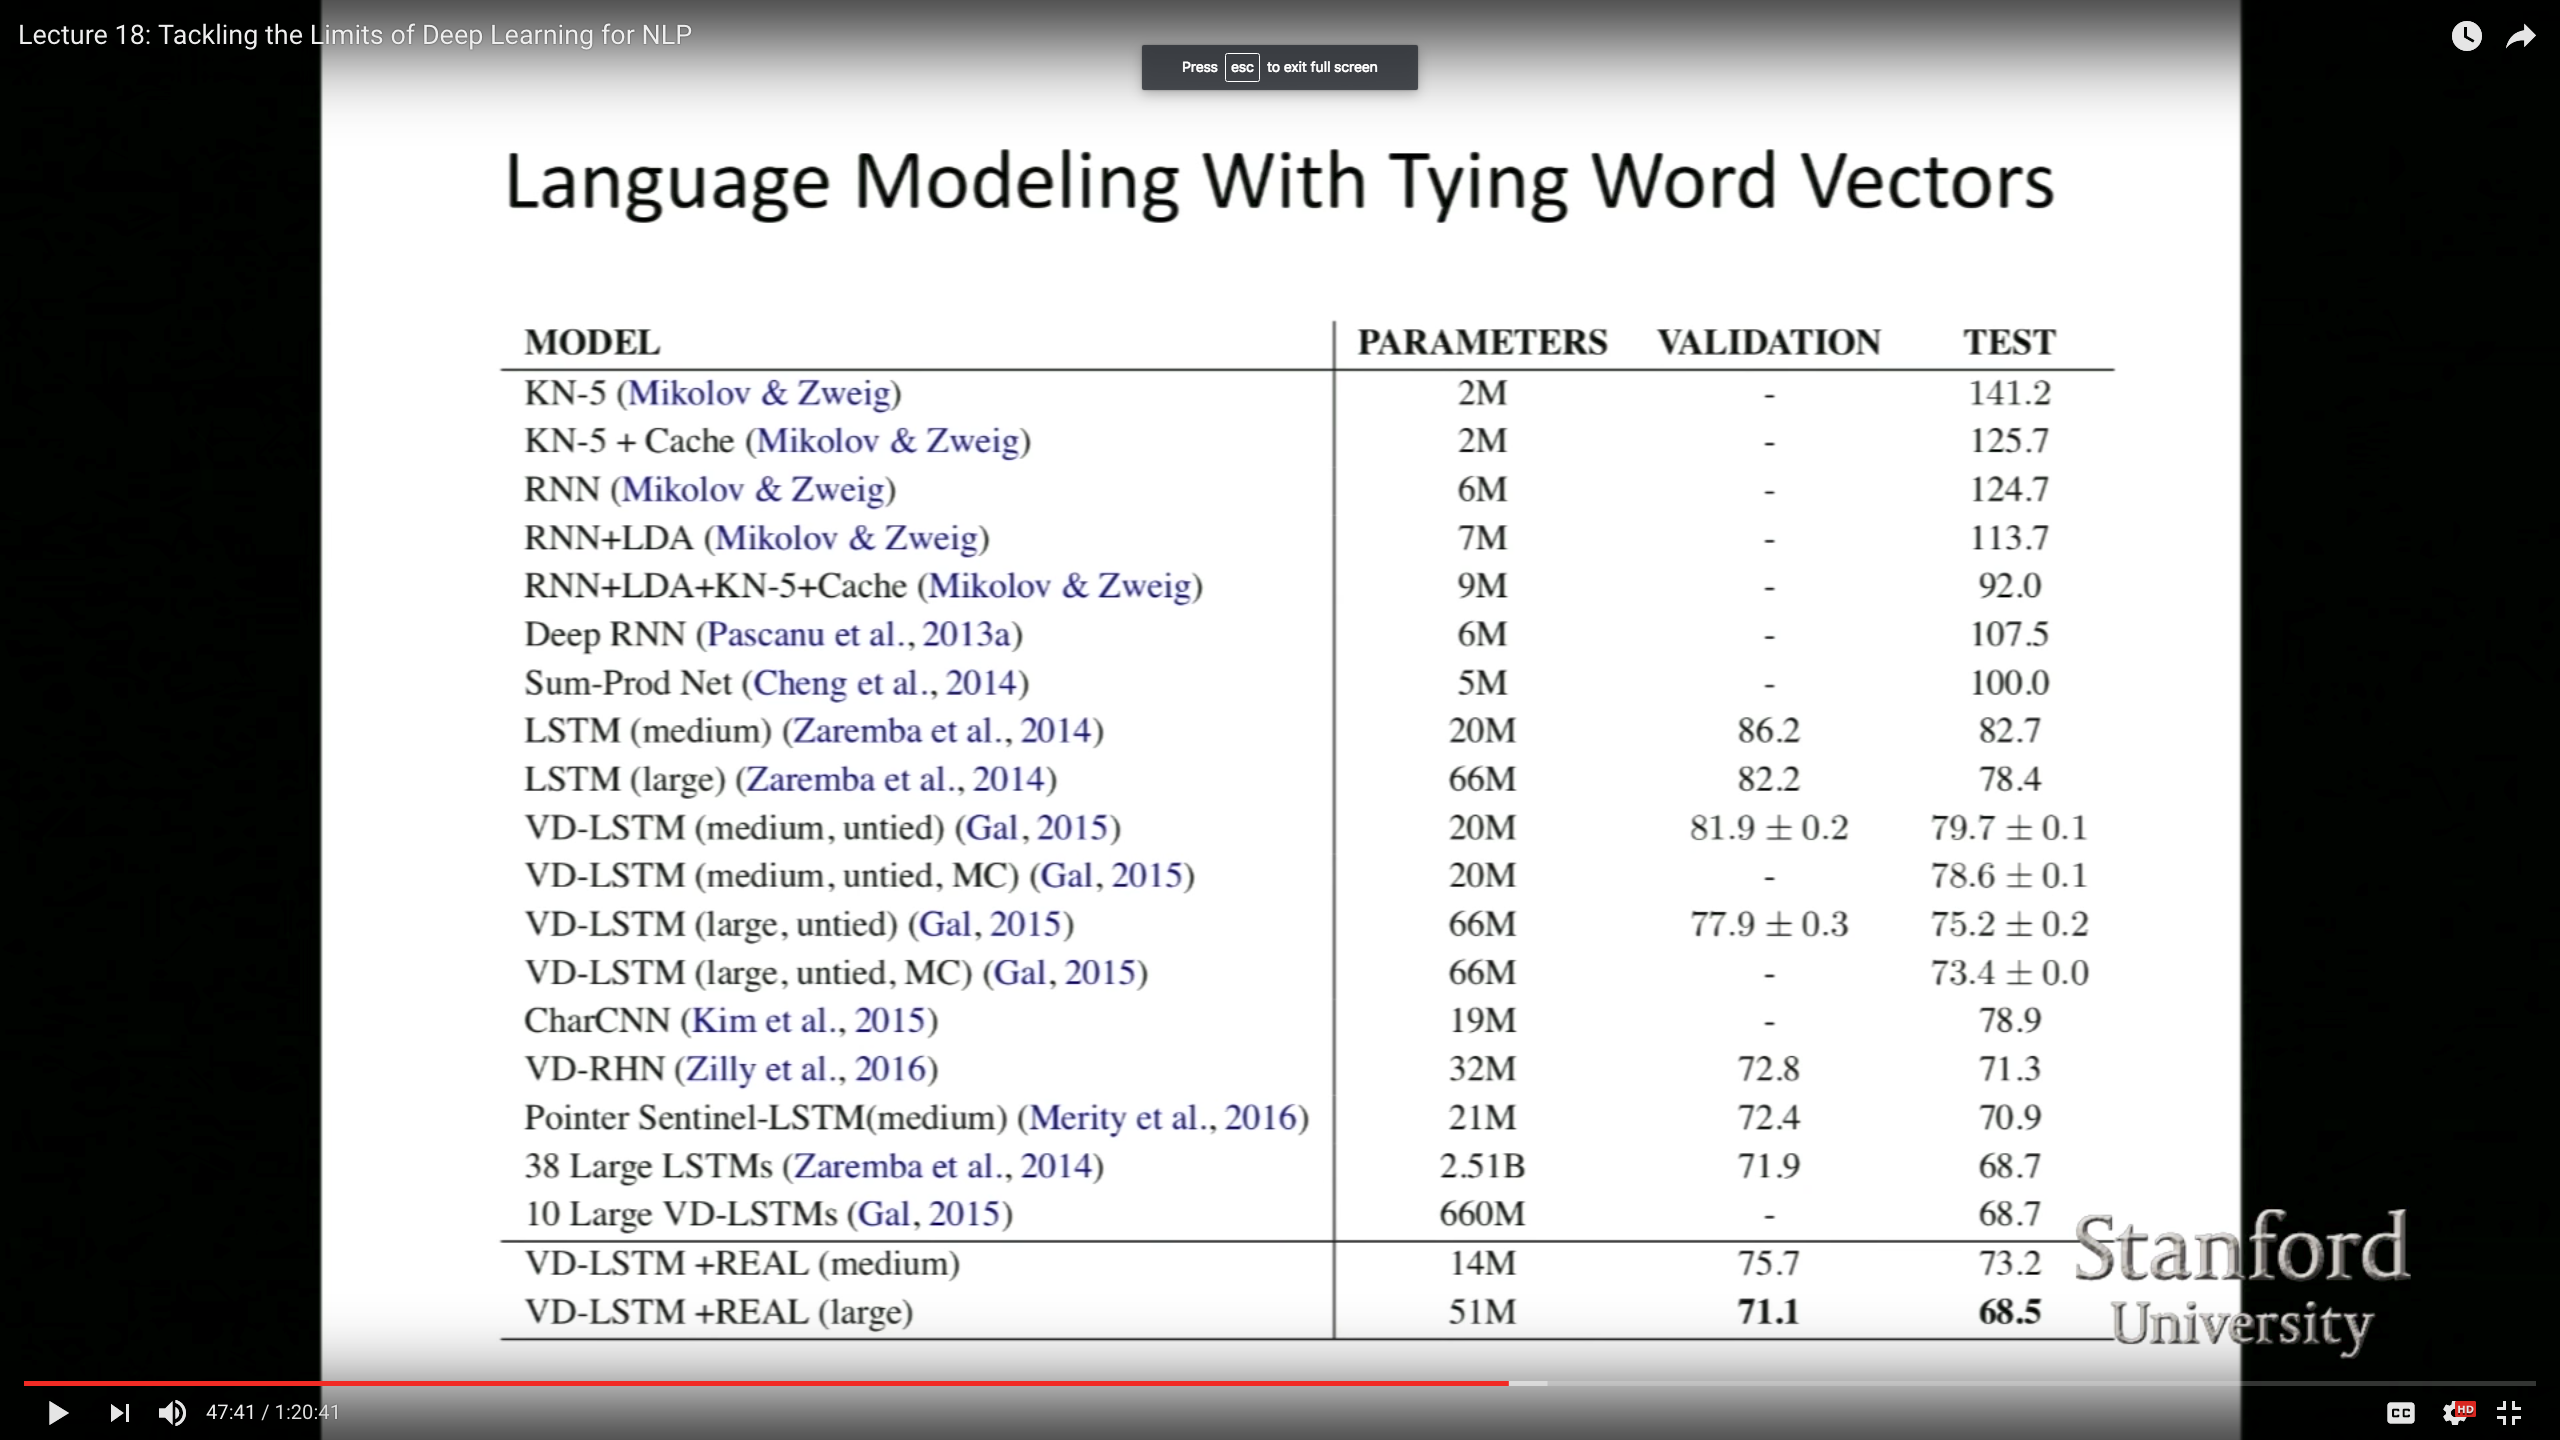 Lecture 18: Tackling the Limits of Deep Learning for NLP
Press esc to exit full screen
Language Modeling With Tying Word Vectors
MODEL PARAMETERS VALIDATION TEST
KN-5 (Mikolov & Zweig) 2M - 141.2
KN-5 + Cache (Mikolov & Zweig) 2M - 125.7
RNN (Mikolov & Zweig) 6M - 124.7
RNN+LDA (Mikolov & Zweig) 7M - 113.7
RNN+LDA+KN-5+Cache (Mikolov & Zweig) 9M - 92.0
Deep RNN (Pascanu et al., 2013a) 6M - 107.5
Sum-Prod Net (Cheng et al., 2014) 5M - 100.0
LSTM (medium) (Zaremba et al., 2014) 20M 86.2 82.7
LSTM (large) (Zaremba et al., 2014) 66M 82.2 78.4
VD-LSTM (medium, untied) (Gal, 2015) 20M 81.9 ± 0.2 79.7 ± 0.1
VD-LSTM (medium, untied, MC) (Gal, 2015) 20M - 78.6 ± 0.1
VD-LSTM (large, untied) (Gal, 2015) 66M 77.9 ± 0.3 75.2 ± 0.2
VD-LSTM (large, untied, MC) (Gal, 2015) 66M - 73.4 ± 0.0
CharCNN (Kim et al., 2015) 19M - 78.9
VD-RHN (Zilly et al., 2016) 32M 72.8 71.3
Pointer Sentinel-LSTM(medium) (Merity et al., 2016) 21M 72.4 70.9
38 Large LSTMs (Zaremba et al., 2014) 2.51B 71.9 68.7
10 Large VD-LSTMs (Gal, 2015) 660M - 68.7
VD-LSTM +REAL (medium) 14M 75.7 73.2
VD-LSTM +REAL (large) 51M 71.1 68.5
Stanford
University
47:41 / 1:20:41
CC
HD